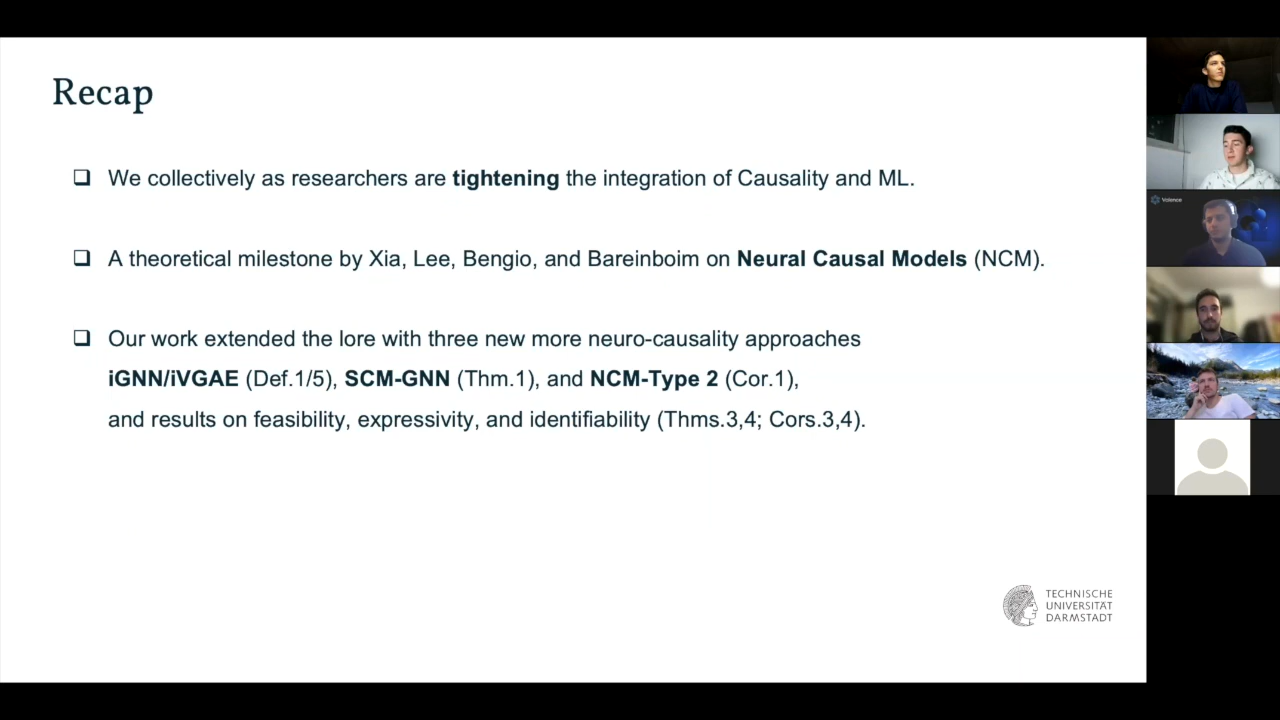 Recap
❑ We collectively as researchers are tightening the integration of Causality and ML.
❑ A theoretical milestone by Xia, Lee, Bengio, and Bareinboim on Neural Causal Models (NCM).
❑ Our work extended the lore with three new more neuro-causality approaches
iGNN/iVGAE (Def.1/5), SCM-GNN (Thm.1), and NCM-Type 2 (Cor.1),
and results on feasibility, expressivity, and identifiability (Thms.3,4; Cors.3,4).
TECHNISCHE
UNIVERSITÄT
DARMSTADT
Valence